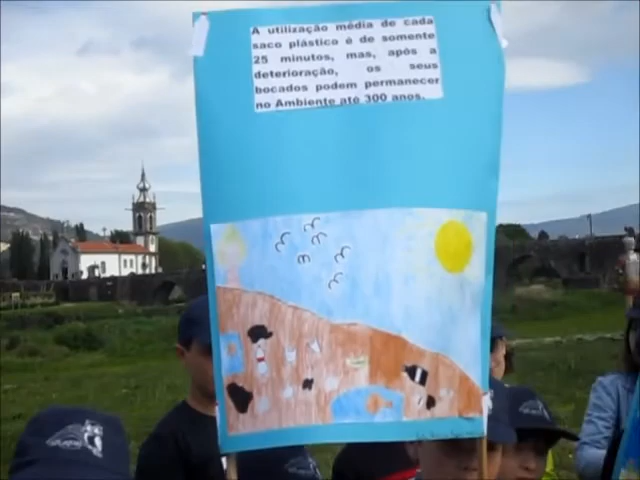 A utilização média de cada
saco plástico é de somente
25 minutos, mas, após a
deterioração, os seus
bocados podem permanecer
no Ambiente até 300 anos.